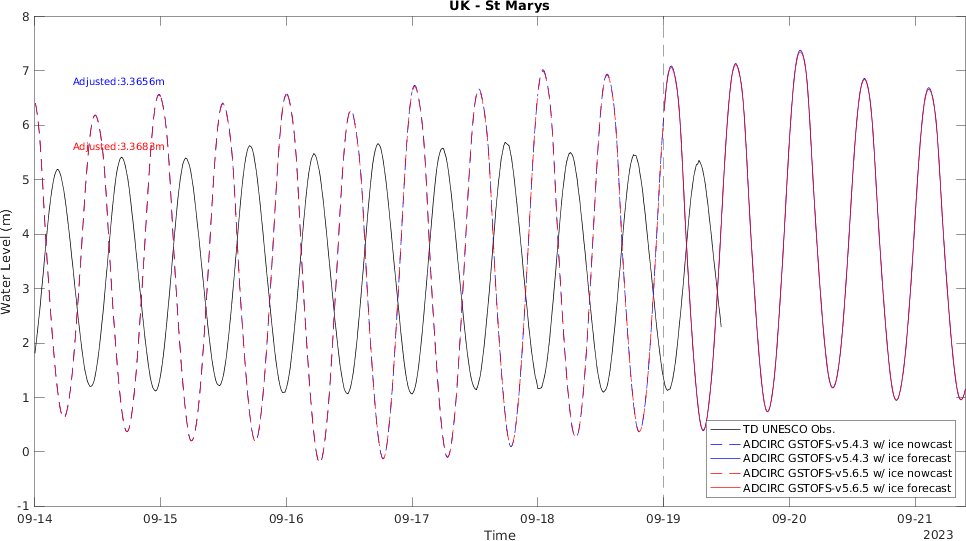 UK - St Marys
8
7
6
5
4
3
2
1
0
-1
Water Level (m)
Adjusted:3.3656m
Adjusted:3.3683m
TD UNESCO Obs.
ADCIRC GSTOFS-v5.4.3 w/ ice nowcast
ADCIRC GSTOFS-v5.4.3 w/ ice forecast
ADCIRC GSTOFS-v5.6.5 w/ ice nowcast
ADCIRC GSTOFS-v5.6.5 w/ ice forecast
09-14 09-15 09-16 09-17 09-18 09-19 09-20 09-21
Time
2023